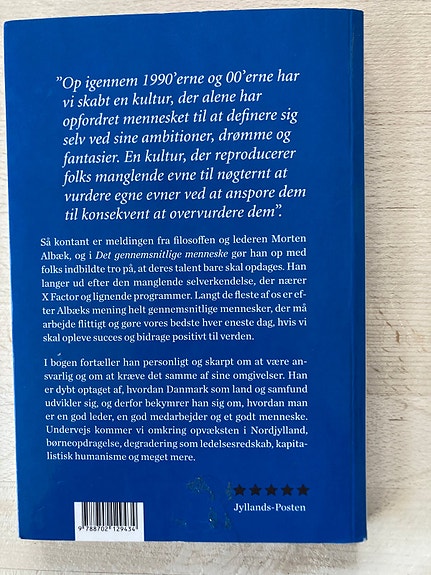 ”Op igennem 1990’erne og 00’erne har
vi skabt en kultur, der alene har
opfordret mennesket til at definere sig
selv ved sine ambitioner, drømme og
fantasier. En kultur, der reproducerer
folks manglende evne til nøgternt at
vurdere egne evner ved at anspore dem
til konsekvent at overvurdere dem”.
Så kontant er meldingen fra filosoffen og lederen Morten
Albæk, og i Det gennemsnitlige menneske gør han op med
folks indbildte tro på, at deres talent bare skal opdages. Han
langer ud efter den manglende selverkendelse, der nærer
X Factor og lignende programmer. Langt de fleste af os er ef-
ter Albæks mening helt gennemsnitlige mennesker, der må
arbejde flittigt og gøre vores bedste hver eneste dag, hvis vi
skal opleve succes og bidrage positivt til verden.
I bogen fortæller han personligt og skarpt om at være an-
svarlig og om at kræve det samme af sine omgivelser. Han
er dybt optaget af, hvordan Danmark som land og samfund
udvikler sig, og derfor bekymrer han sig om, hvordan man
er en god leder, en god medarbejder og et godt menneske.
Undervejs kommer vi omkring opvæksten i Nordjylland,
børneopdragelse, degradering som ledelsesredskab, kapita-
listisk humanisme og meget mere.
★★★★★
Jyllands-Posten
9 788702 129434